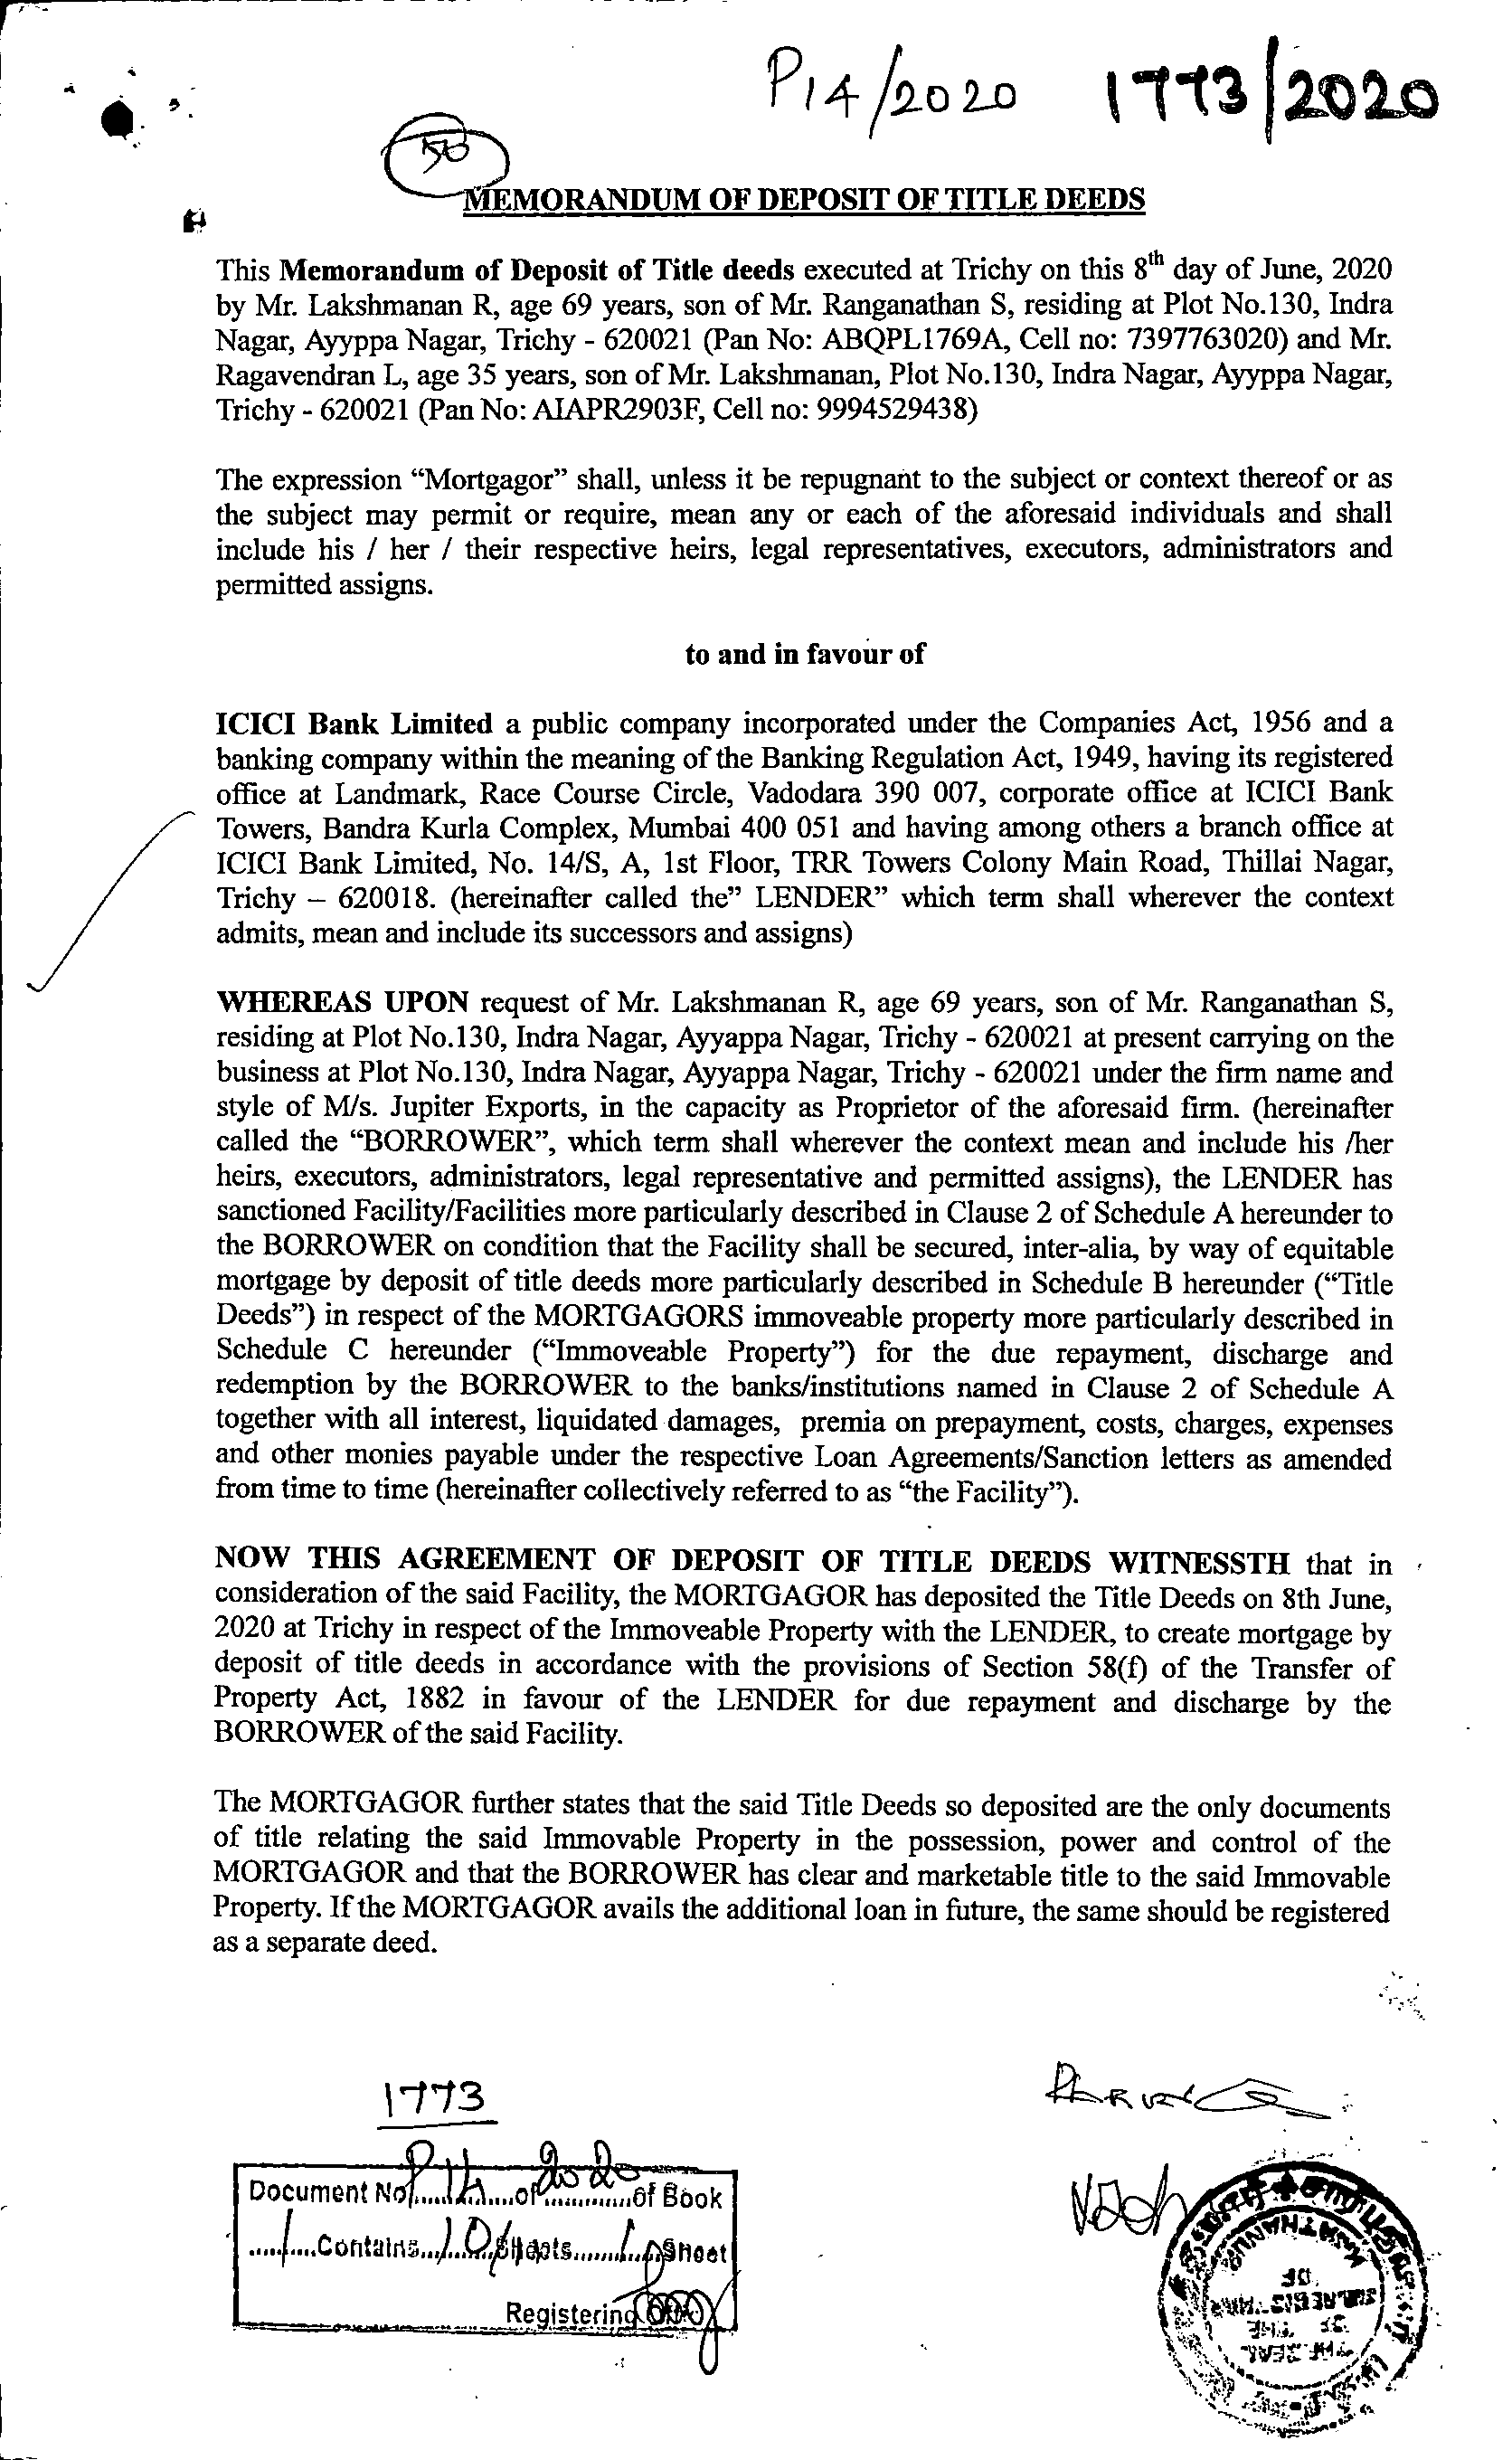 P14/2020 1773/2020
50
MEMORANDUM OF DEPOSIT OF TITLE DEEDS
This Memorandum of Deposit of Title deeds executed at Trichy on this 8th day of June, 2020
by Mr. Lakshmanan R, age 69 years, son of Mr. Ranganathan S, residing at Plot No.130, Indra
Nagar, Ayyppa Nagar, Trichy - 620021 (Pan No: ABQPL1769A, Cell no: 7397763020) and Mr.
Ragavendran L, age 35 years, son of Mr. Lakshmanan, Plot No.130, Indra Nagar, Ayyppa Nagar,
Trichy - 620021 (Pan No: AIAPR2903F, Cell no: 9994529438)
The expression “Mortgagor” shall, unless it be repugnant to the subject or context thereof or as
the subject may permit or require, mean any or each of the aforesaid individuals and shall
include his / her / their respective heirs, legal representatives, executors, administrators and
permitted assigns.
to and in favour of
ICICI Bank Limited a public company incorporated under the Companies Act, 1956 and a
banking company within the meaning of the Banking Regulation Act, 1949, having its registered
office at Landmark, Race Course Circle, Vadodara 390 007, corporate office at ICICI Bank
Towers, Bandra Kurla Complex, Mumbai 400 051 and having among others a branch office at
ICICI Bank Limited, No. 14/S, A, 1st Floor, TRR Towers Colony Main Road, Thillai Nagar,
Trichy – 620018. (hereinafter called the” LENDER” which term shall wherever the context
admits, mean and include its successors and assigns)
WHEREAS UPON request of Mr. Lakshmanan R, age 69 years, son of Mr. Ranganathan S,
residing at Plot No.130, Indra Nagar, Ayyappa Nagar, Trichy - 620021 at present carrying on the
business at Plot No.130, Indra Nagar, Ayyappa Nagar, Trichy - 620021 under the firm name and
style of M/s. Jupiter Exports, in the capacity as Proprietor of the aforesaid firm. (hereinafter
called the “BORROWER”, which term shall wherever the context mean and include his /her
heirs, executors, administrators, legal representative and permitted assigns), the LENDER has
sanctioned Facility/Facilities more particularly described in Clause 2 of Schedule A hereunder to
the BORROWER on condition that the Facility shall be secured, inter-alia, by way of equitable
mortgage by deposit of title deeds more particularly described in Schedule B hereunder (“Title
Deeds”) in respect of the MORTGAGORS immoveable property more particularly described in
Schedule C hereunder (“Immoveable Property”) for the due repayment, discharge and
redemption by the BORROWER to the banks/institutions named in Clause 2 of Schedule A
together with all interest, liquidated damages, premia on prepayment, costs, charges, expenses
and other monies payable under the respective Loan Agreements/Sanction letters as amended
from time to time (hereinafter collectively referred to as “the Facility”).
NOW THIS AGREEMENT OF DEPOSIT OF TITLE DEEDS WITNESSTH that in
consideration of the said Facility, the MORTGAGOR has deposited the Title Deeds on 8th June,
2020 at Trichy in respect of the Immoveable Property with the LENDER, to create mortgage by
deposit of title deeds in accordance with the provisions of Section 58(f) of the Transfer of
Property Act, 1882 in favour of the LENDER for due repayment and discharge by the
BORROWER of the said Facility.
The MORTGAGOR further states that the said Title Deeds so deposited are the only documents
of title relating the said Immovable Property in the possession, power and control of the
MORTGAGOR and that the BORROWER has clear and marketable title to the said Immovable
Property. If the MORTGAGOR avails the additional loan in future, the same should be registered
as a separate deed.
1773
Document No P14 of 2020 of Book
1 Contains 10 Sheets 1 Sheet
Registering
THE SEAL
OF THE
OF